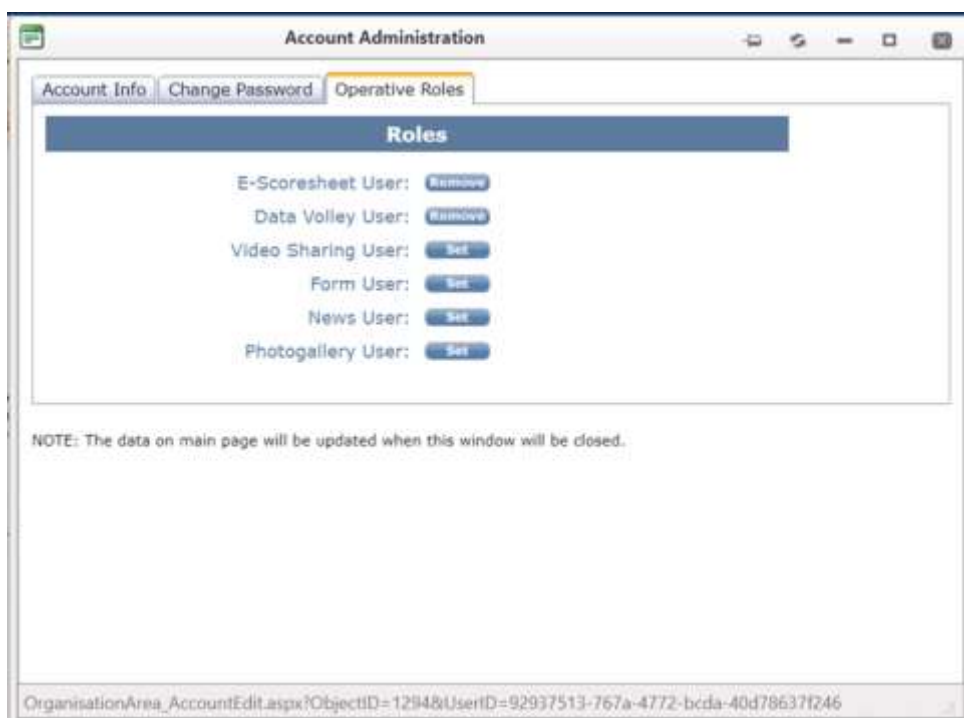 Account Administration
Account Info Change Password Operative Roles
Roles
E-Scoresheet User: Remove
Data Volley User: Remove
Video Sharing User: Set
Form User: Set
News User: Set
Photogallery User: Set
NOTE: The data on main page will be updated when this window will be closed.
OrganisationArea_AccountEdit.aspx?ObjectID=1294&UserID=92937513-767a-4772-bcda-40d78637f246